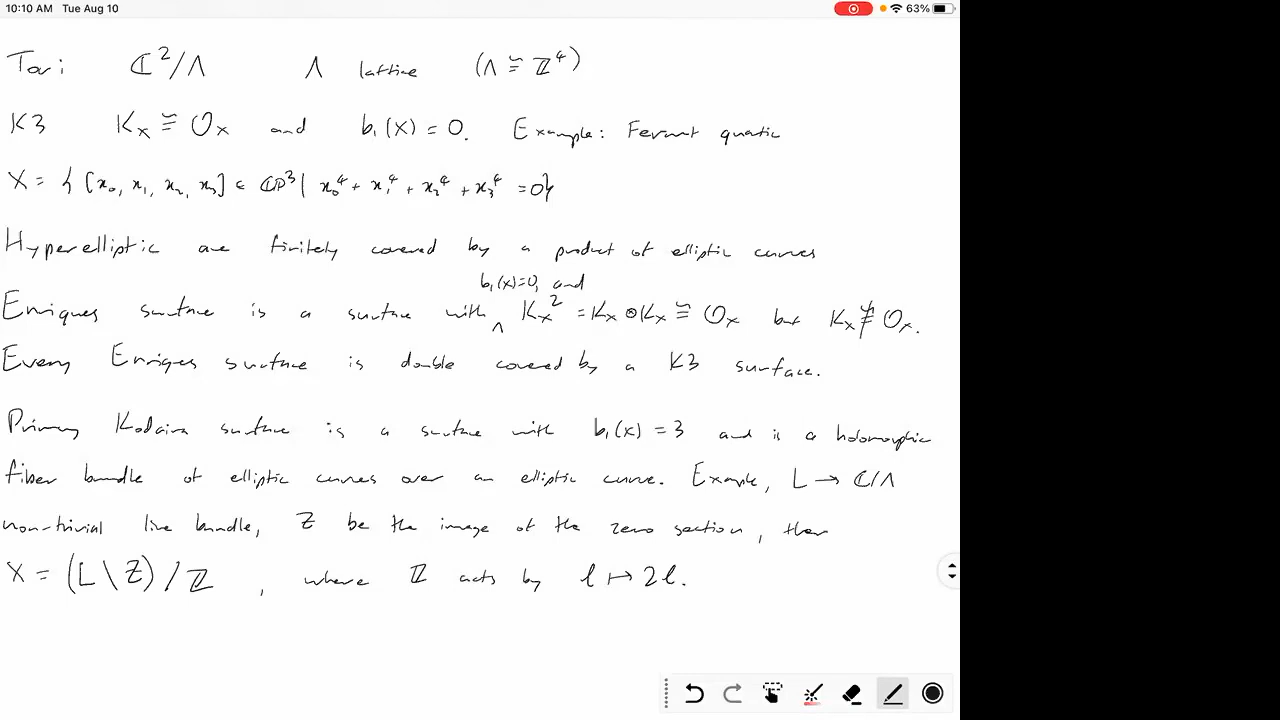 10:10 AM Tue Aug 10 63%
Tori ℂ²/Λ Λ lattice (Λ ≅ ℤ⁴)
K3 K_X ≅ O_X and b₁(X) = 0. Example: Fermat quartic
X = { [x₀, x₁, x₂, x₃] ∈ ℂℙ³ | x₀⁴ + x₁⁴ + x₂⁴ + x₃⁴ = 0}
Hyperelliptic are finitely covered by a product of elliptic curves
b₁(X)=0, and
Enriques surface is a surface with ∧ K_X² = K_X ⊗ K_X ≅ O_X but K_X ≇ O_X.
Every Enriques surface is double covered by a K3 surface.
Primary Kodaira surface is a surface with b₁(X) = 3 and is a holomorphic
fiber bundle of elliptic curves over an elliptic curve. Example, L → ℂ/Λ
non-trivial line bundle, Z be the image of the zero section, then
X = (L \ Z) / ℤ , where ℤ acts by l ↦ 2l.